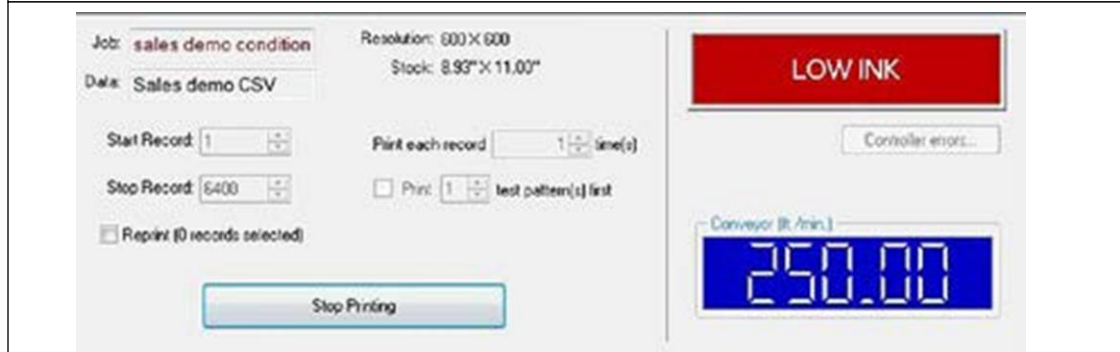 Job: sales demo condition
Data: Sales demo CSV
Resolution: 600 X 600
Stock: 8.93" X 11.00"
Start Record: 1
Stop Record: 6400
Reprint (0 records selected)
Print each record 1 time(s)
Print 1 test pattern(s) first
Stop Printing
LOW INK
Controller errors...
Conveyor (ft./min.)
250.00